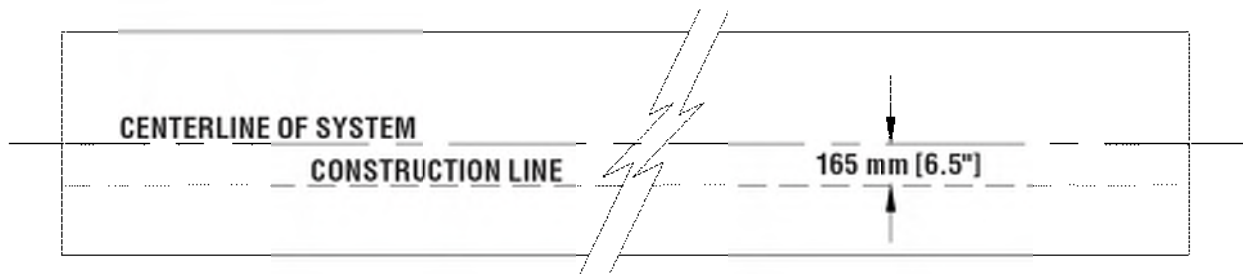 CENTERLINE OF SYSTEM
CONSTRUCTION LINE
165 mm [6.5"]